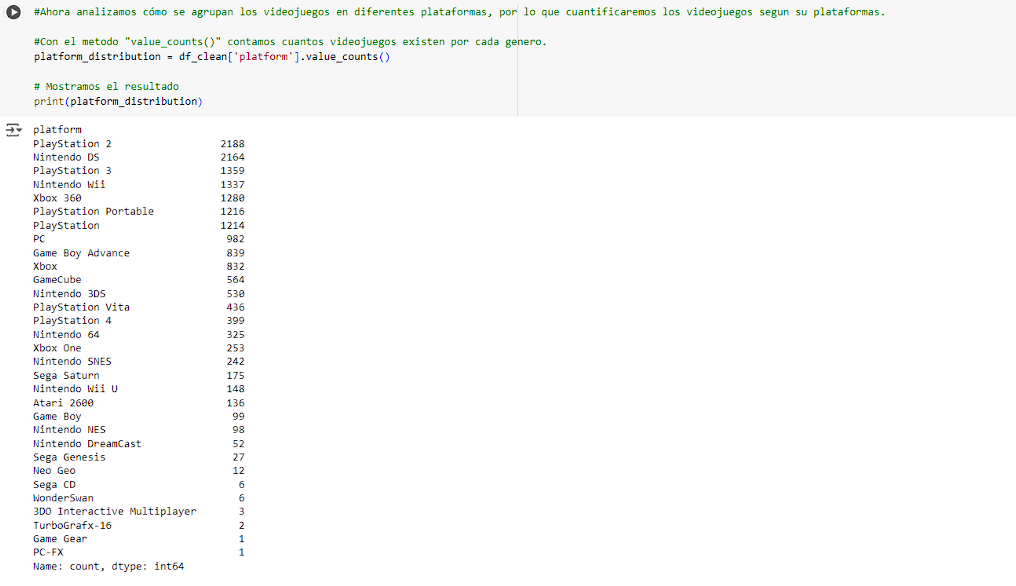 #Ahora analizamos cómo se agrupan los videojuegos en diferentes plataformas, por lo que cuantificaremos los videojuegos segun su plataformas.
#Con el metodo "value_counts()" contamos cuantos videojuegos existen por cada genero.
platform_distribution = df_clean['platform'].value_counts()
# Mostramos el resultado
print(platform_distribution)
platform
PlayStation 2 2188
Nintendo DS 2164
PlayStation 3 1359
Nintendo Wii 1337
Xbox 360 1280
PlayStation Portable 1216
PlayStation 1214
PC 982
Game Boy Advance 839
Xbox 832
GameCube 564
Nintendo 3DS 530
PlayStation Vita 436
PlayStation 4 399
Nintendo 64 325
Xbox One 253
Nintendo SNES 242
Sega Saturn 175
Nintendo Wii U 148
Atari 2600 136
Game Boy 99
Nintendo NES 98
Nintendo DreamCast 52
Sega Genesis 27
Neo Geo 12
Sega CD 6
WonderSwan 6
3DO Interactive Multiplayer 3
TurboGrafx-16 2
Game Gear 1
PC-FX 1
Name: count, dtype: int64